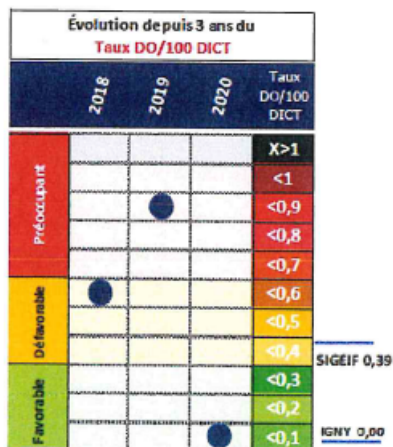 Évolution depuis 3 ans du
Taux DO/100 DICT
2018
2019
2020
Taux
DO/100
DICT
Préoccupant
X>1
<1
<0,9
<0,8
<0,7
Défavorable
<0,6
<0,5
<0,4
SIGEIF 0,39
Favorable
<0,3
<0,2
<0,1
IGNY 0,00